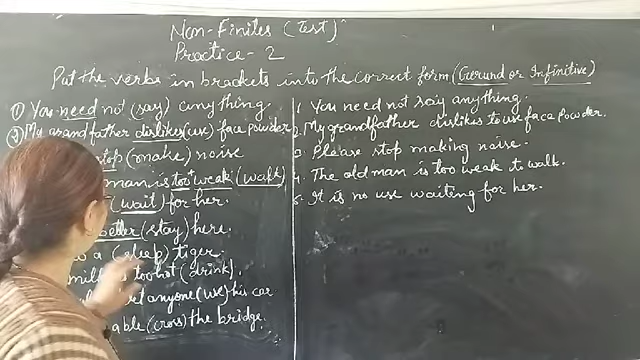 Non-Finites (Test)
Practice-2
Put the verbs in brackets into the correct form (Gerund or Infinitive)
① You need not (say) anything.
② My grandfather dislikes (use) face powder
stop (make) noise
man is too weak (walk)
(wait) for her.
better (stay) here
a (sleep) tiger.
milk is too hot (drink).
anyone (use) his car
able (cross) the bridge.
1. You need not say anything.
2. My grandfather dislikes to use face powder.
3. Please stop making noise.
4. The old man is too weak to walk.
5. It is no use waiting for her.